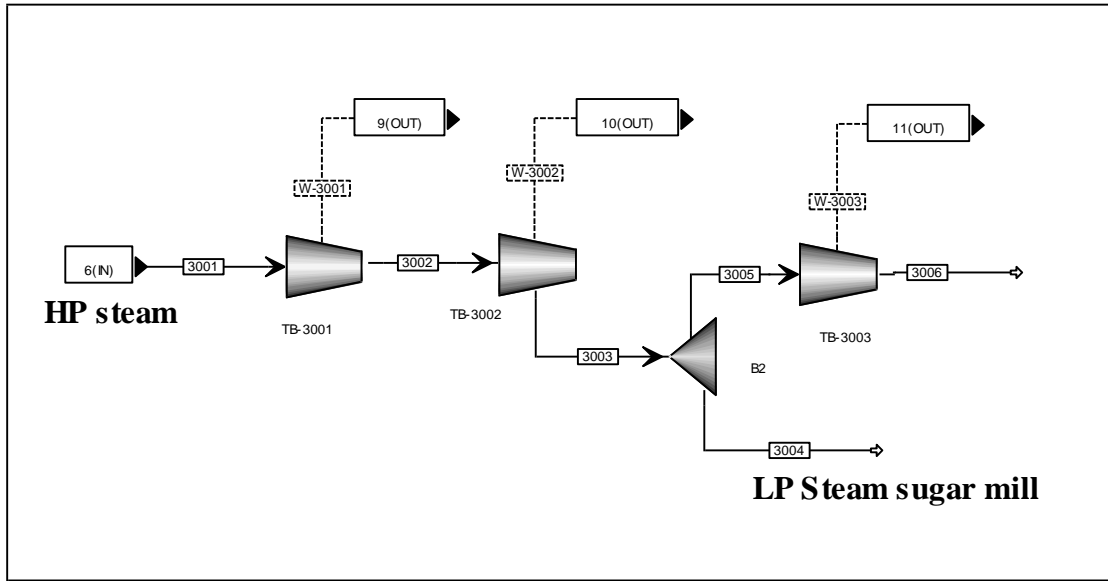 9(OUT)
10(OUT)
11(OUT)
W-3001
W-3002
W-3003
6(IN)
3001
3002
3005
3006
HP steam
TB-3001
TB-3002
TB-3003
3003
B2
3004
LP Steam sugar mill